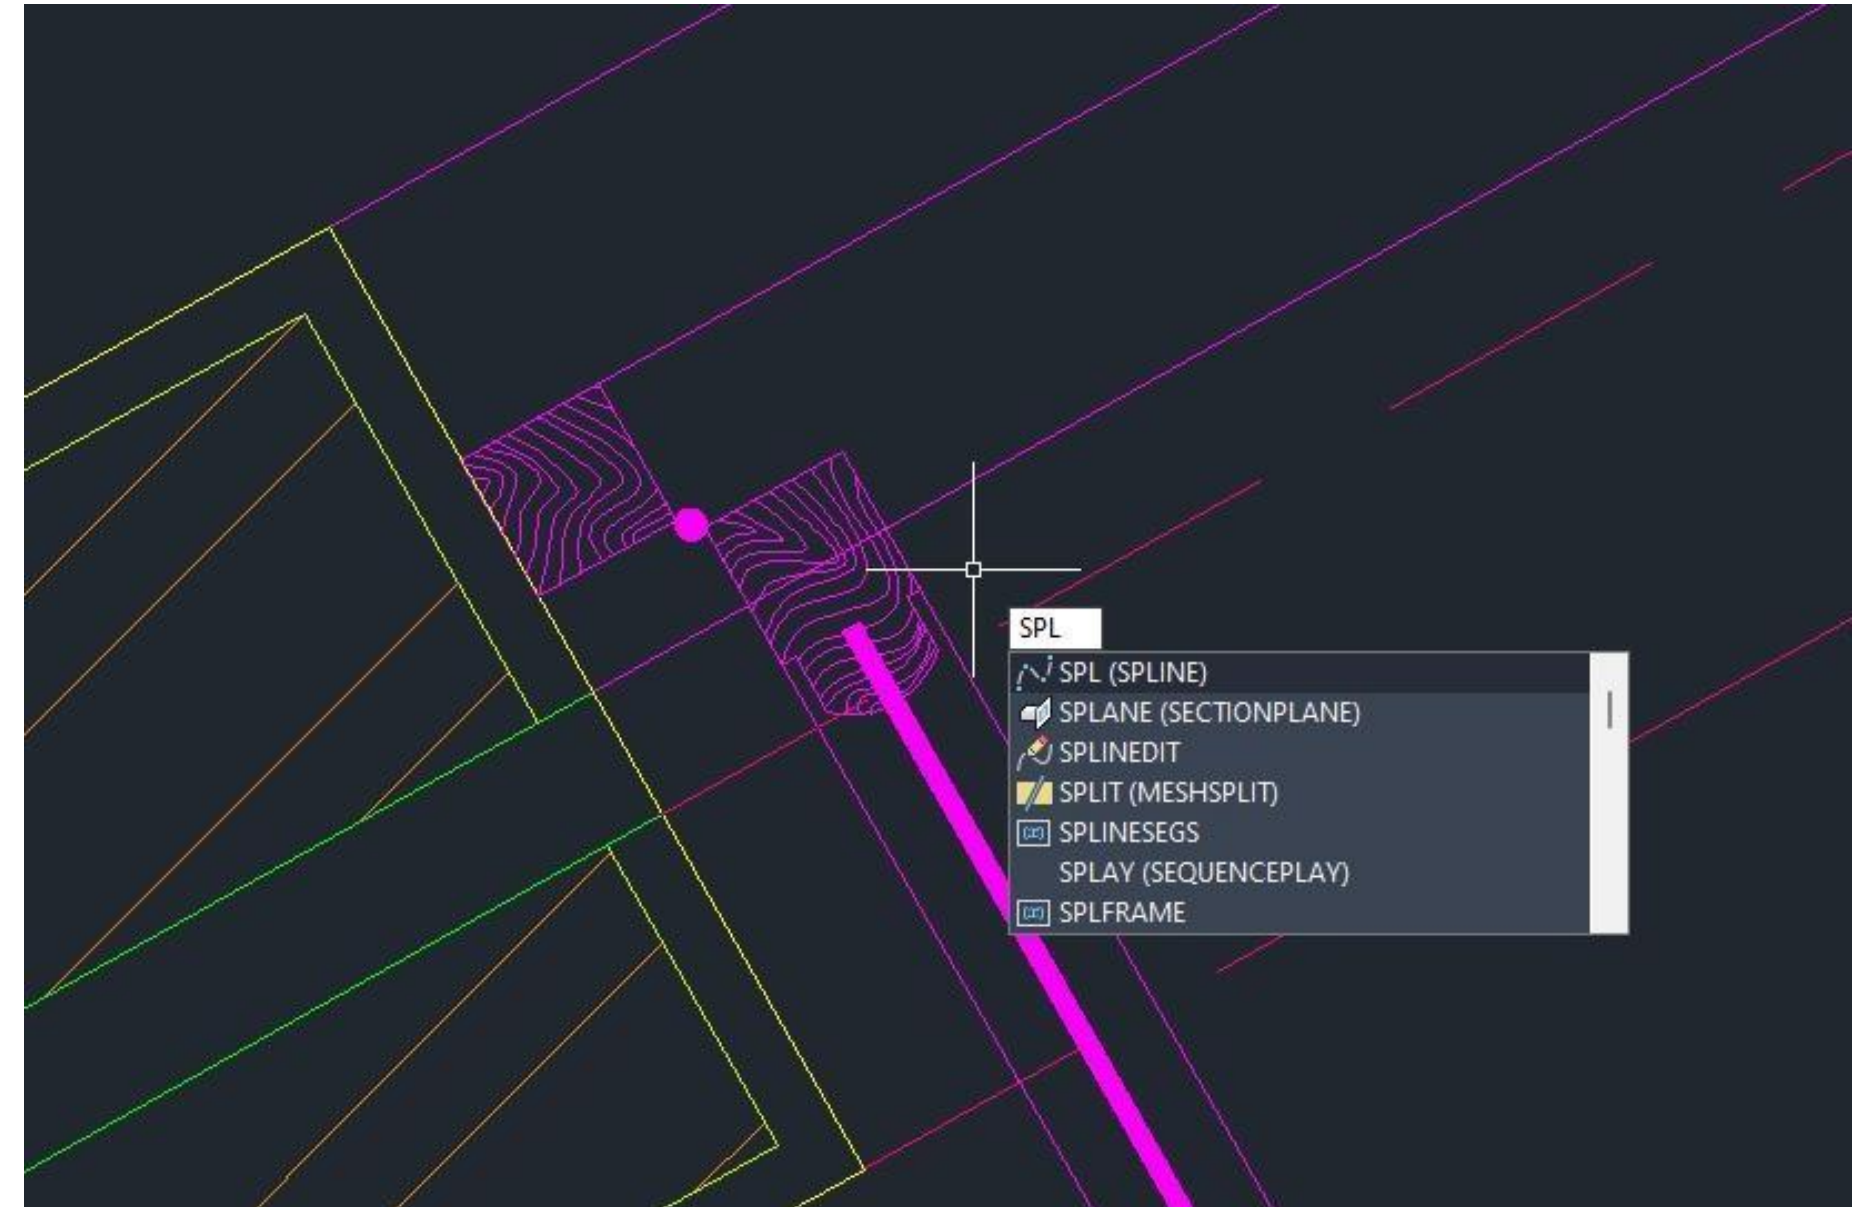 SPL
SPL (SPLINE)
SPLANE (SECTIONPLANE)
SPLINEDIT
SPLIT (MESHSPLIT)
SPLINESEGS
SPLAY (SEQUENCEPLAY)
SPLFRAME